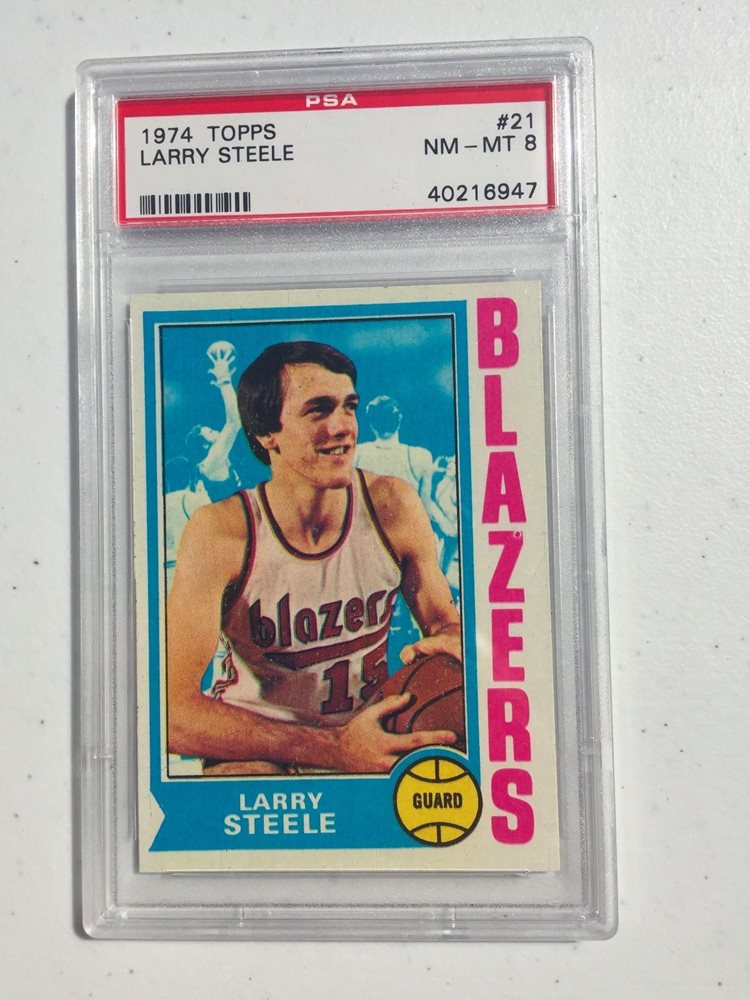 PSA
1974 TOPPS
#21
LARRY STEELE
NM - MT 8
40216947
BLAZERS
blazers
15
LARRY
STEELE
GUARD